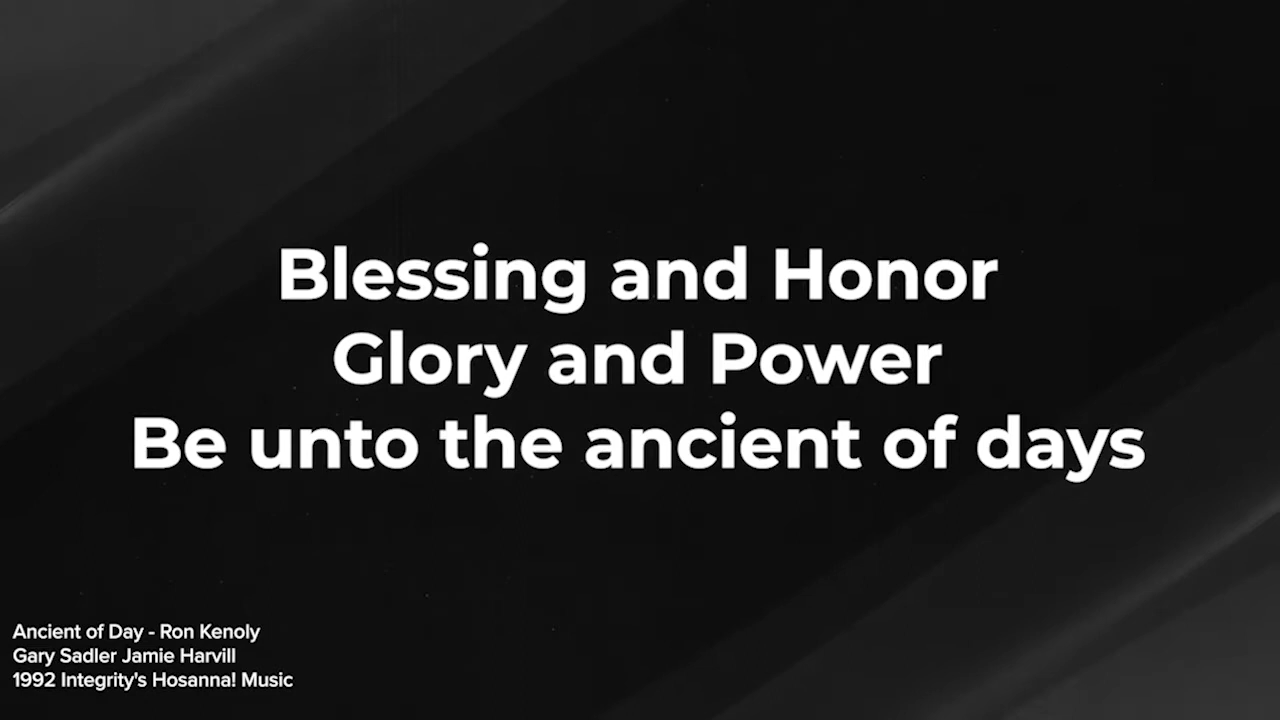 Blessing and Honor
Glory and Power
Be unto the ancient of days
Ancient of Day - Ron Kenoly
Gary Sadler Jamie Harvill
1992 Integrity's Hosanna! Music